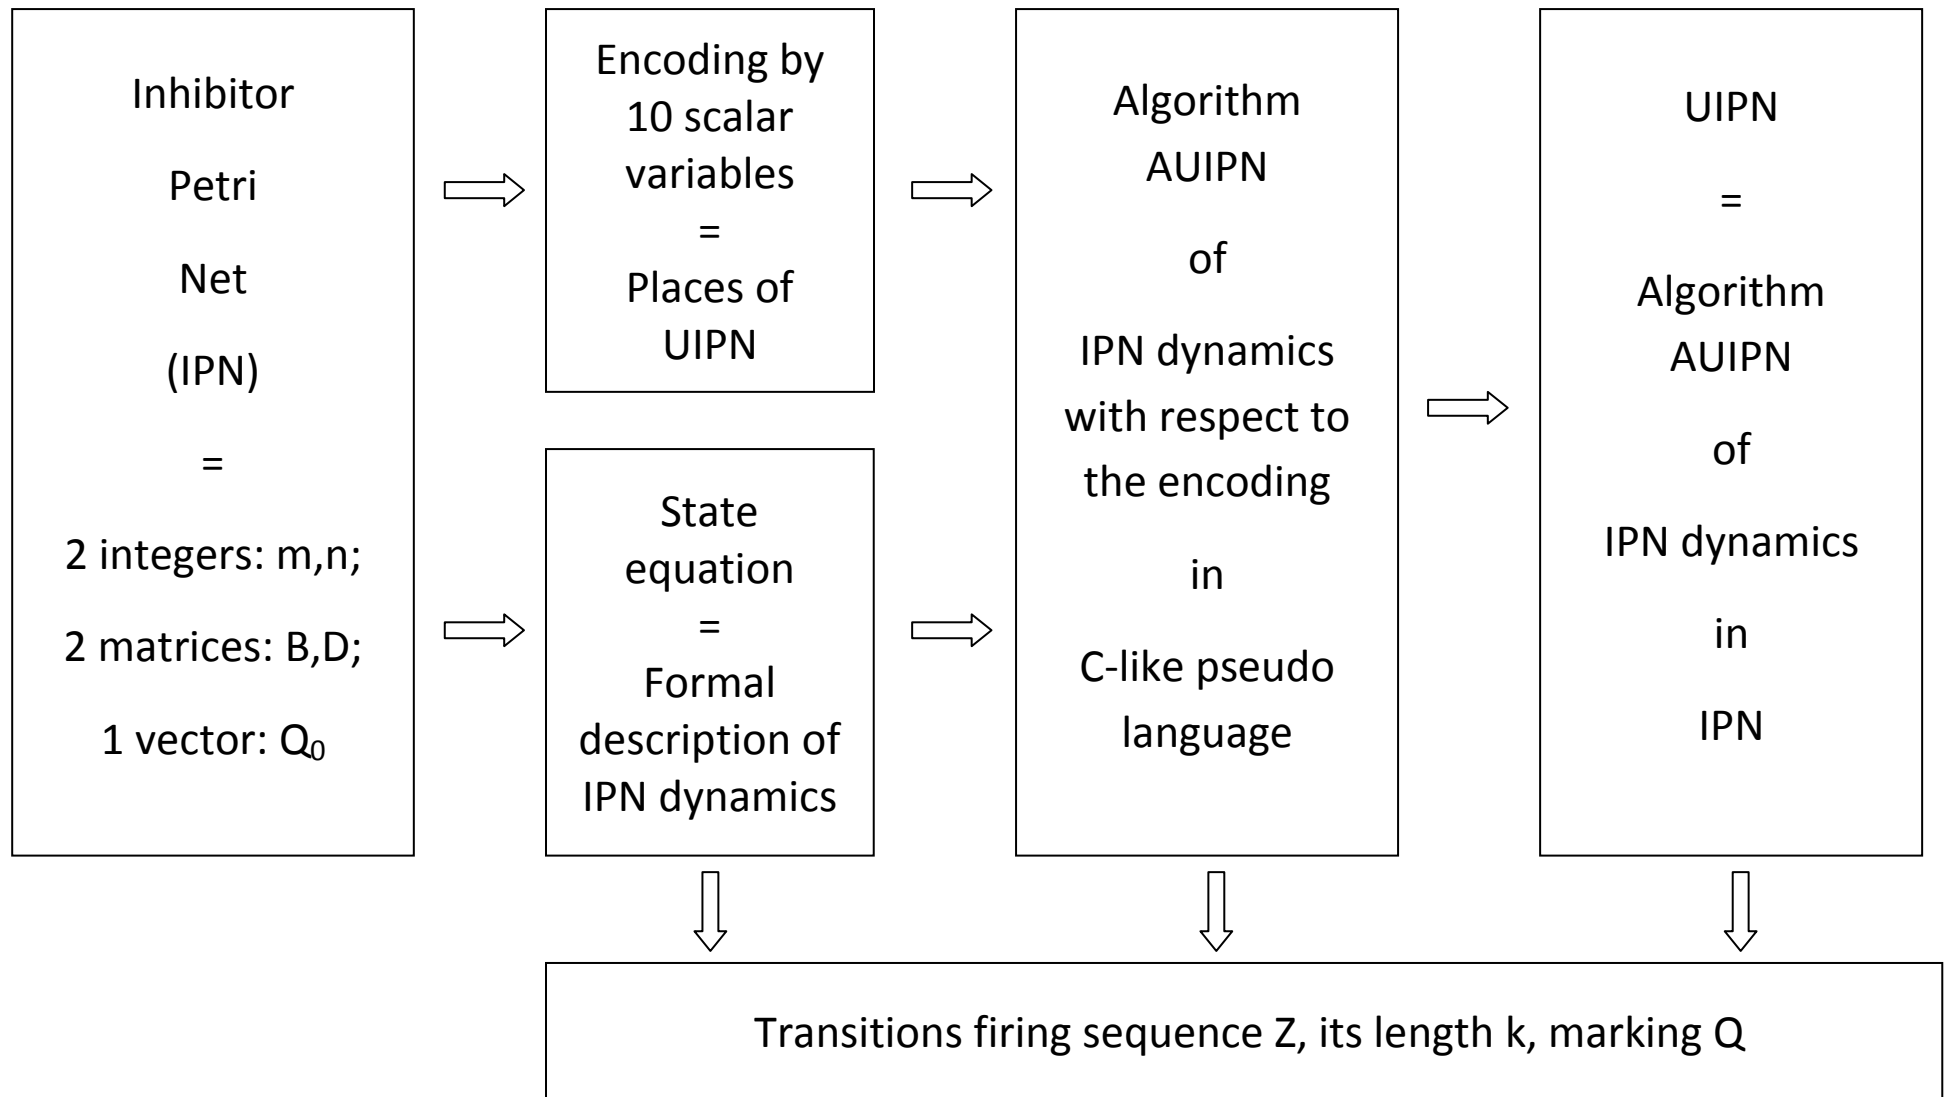 Inhibitor
Petri
Net
(IPN)
=
2 integers: m,n;
2 matrices: B,D;
1 vector: Q₀
Encoding by
10 scalar
variables
=
Places of
UIPN
State
equation
=
Formal
description of
IPN dynamics
Algorithm
AUIPN
of
IPN dynamics
with respect to
the encoding
in
C-like pseudo
language
UIPN
=
Algorithm
AUIPN
of
IPN dynamics
in
IPN
Transitions firing sequence Z, its length k, marking Q